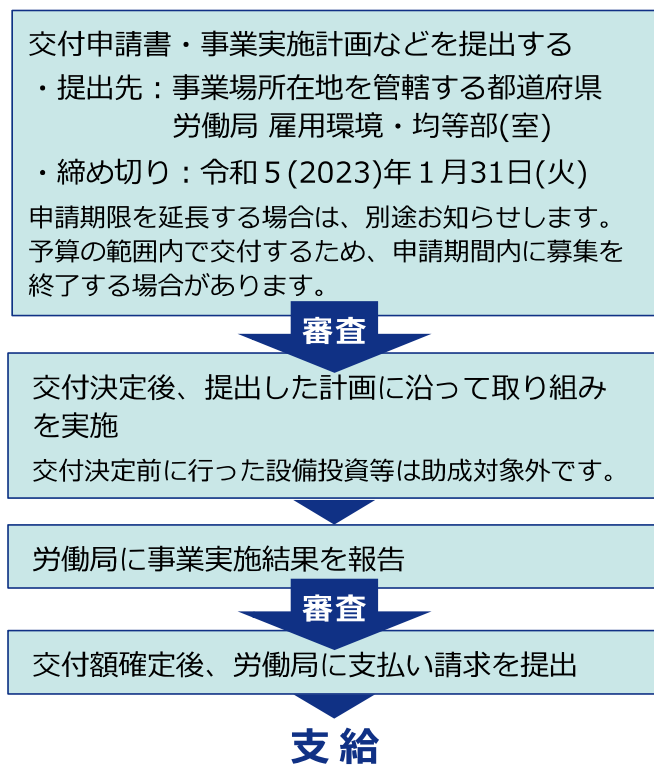 交付申請書・事業実施計画などを提出する
・提出先：事業場所在地を管轄する都道府県
労働局 雇用環境・均等部(室)
・締め切り：令和５(2023)年１月31日(火)
申請期限を延長する場合は、別途お知らせします。
予算の範囲内で交付するため、申請期間内に募集を
終了する場合があります。
審査
交付決定後、提出した計画に沿って取り組み
を実施
交付決定前に行った設備投資等は助成対象外です。
労働局に事業実施結果を報告
審査
交付額確定後、労働局に支払い請求を提出
支給